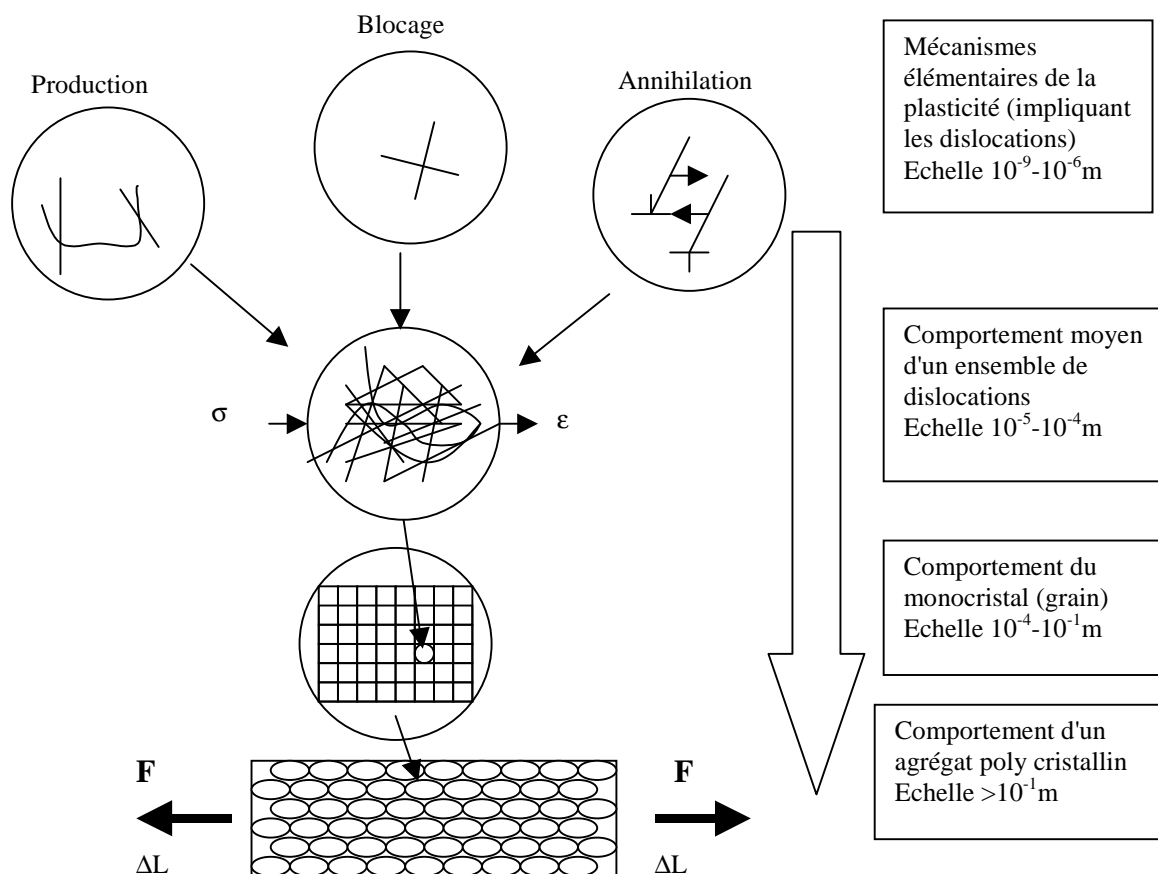 Blocage
Production
Annihilation
Mécanismes
élémentaires de la
plasticité (impliquant
les dislocations)
Echelle 10⁻⁹-10⁻⁶m
σ
ε
Comportement moyen
d'un ensemble de
dislocations
Echelle 10⁻⁵-10⁻⁴m
Comportement du
monocristal (grain)
Echelle 10⁻⁴-10⁻¹m
F
F
ΔL
ΔL
Comportement d'un
agrégat poly cristallin
Echelle >10⁻¹m